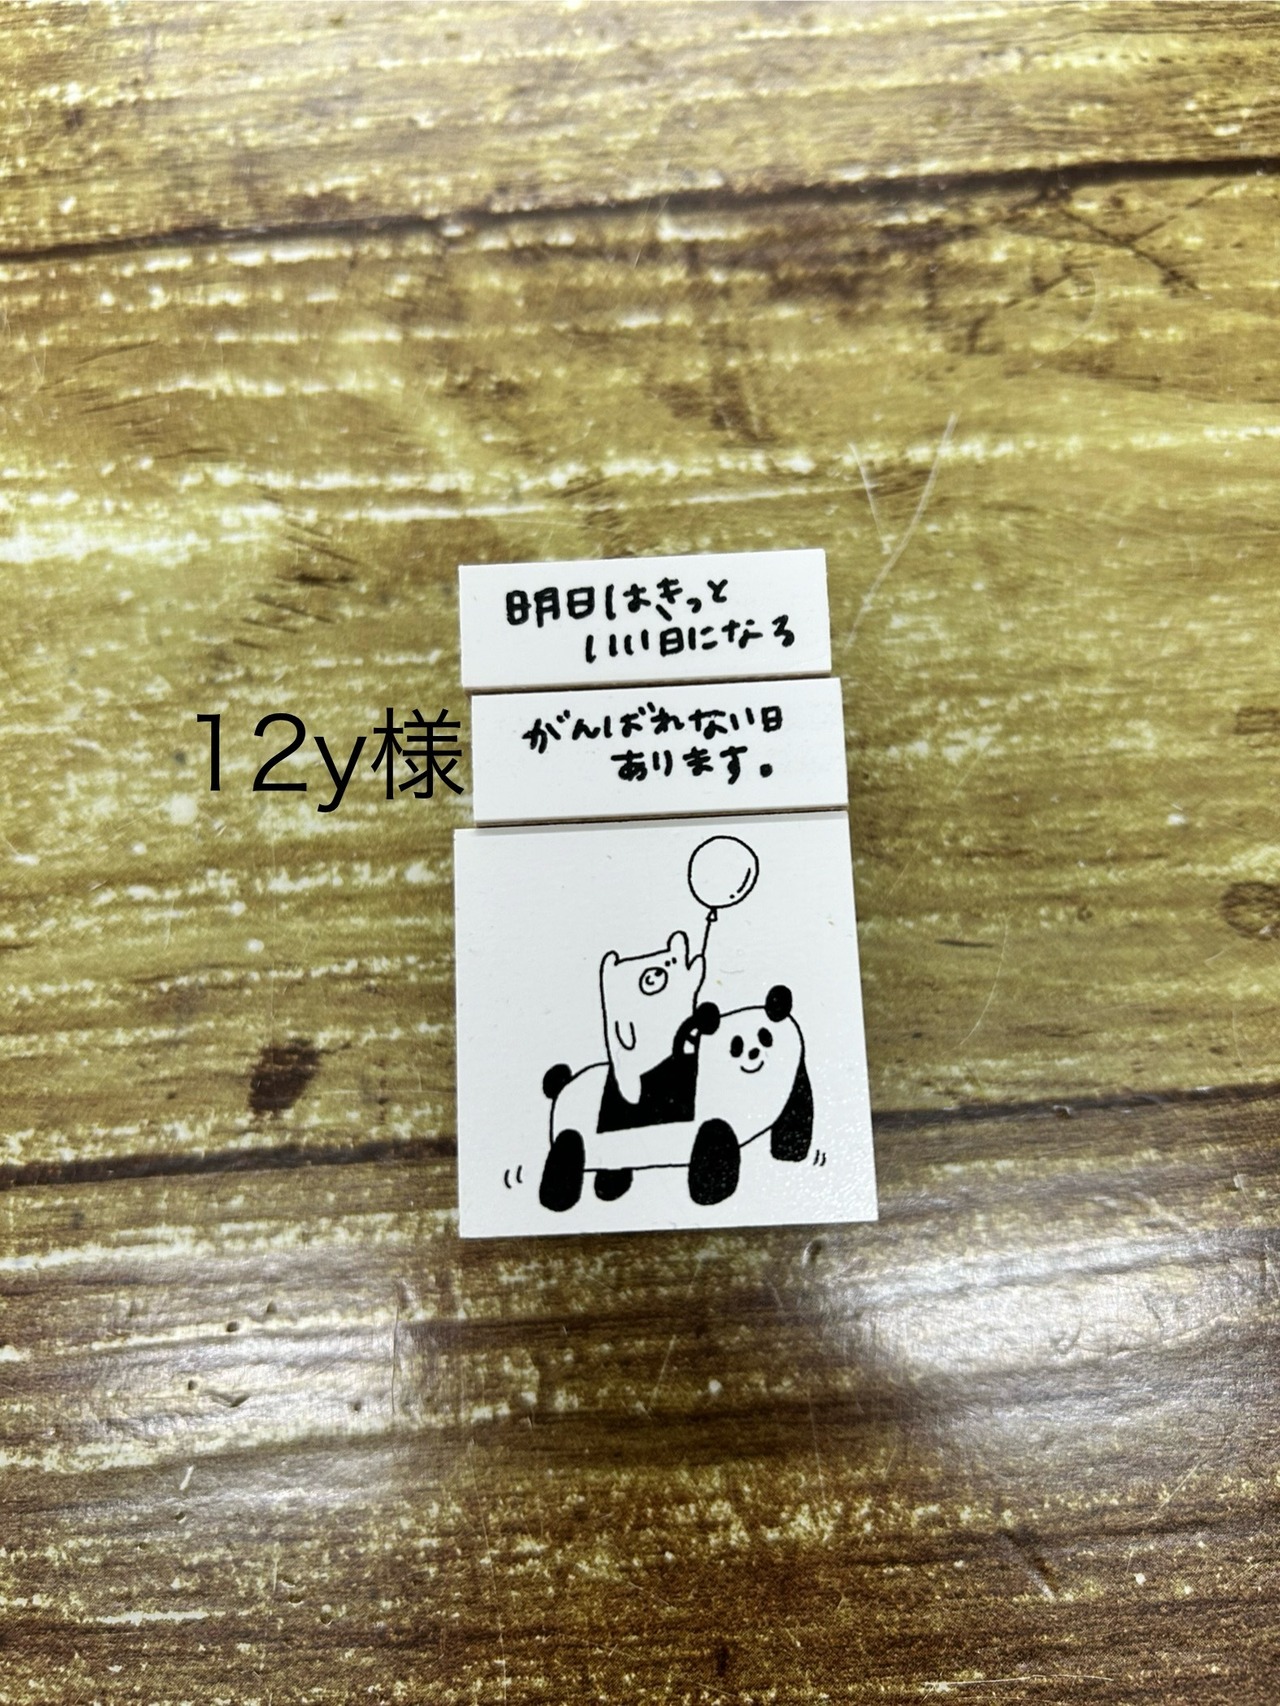 明日はきっと
いい日になる
12y様
がんばれない日
あります。